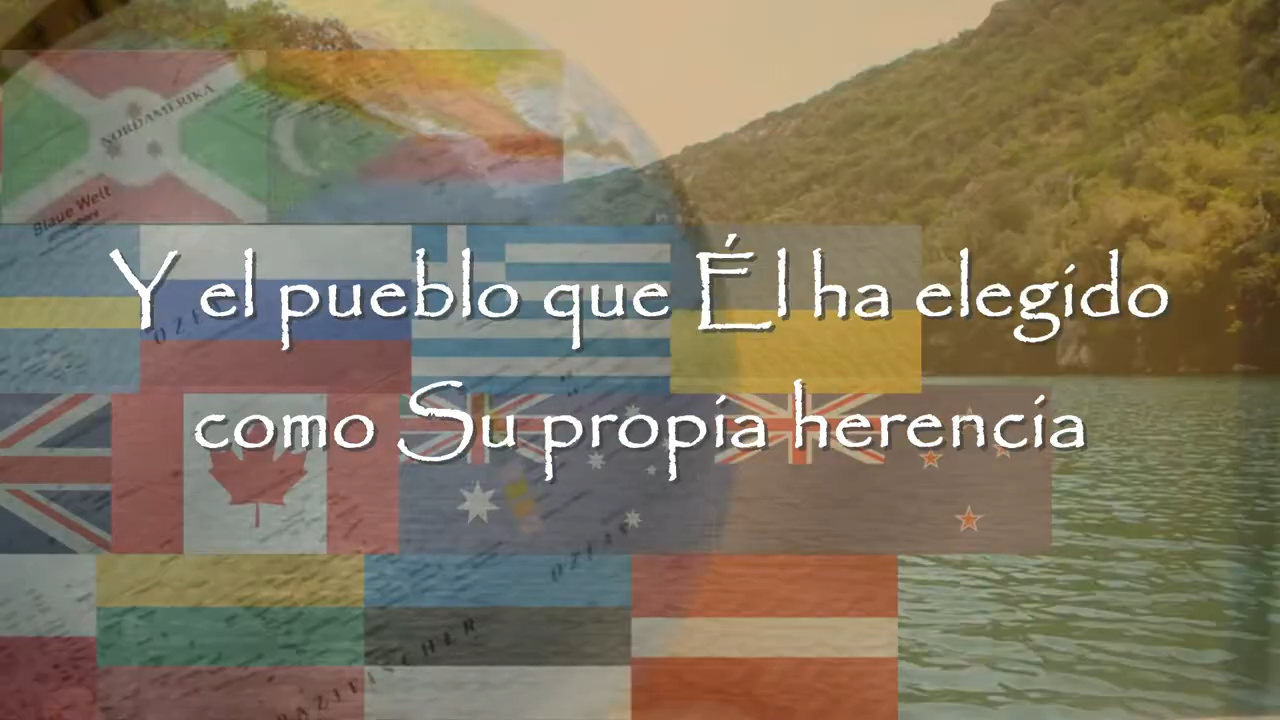 NORDAMERIKA
Blaue Welt
Y el pueblo que Él ha elegido
como Su propia herencia